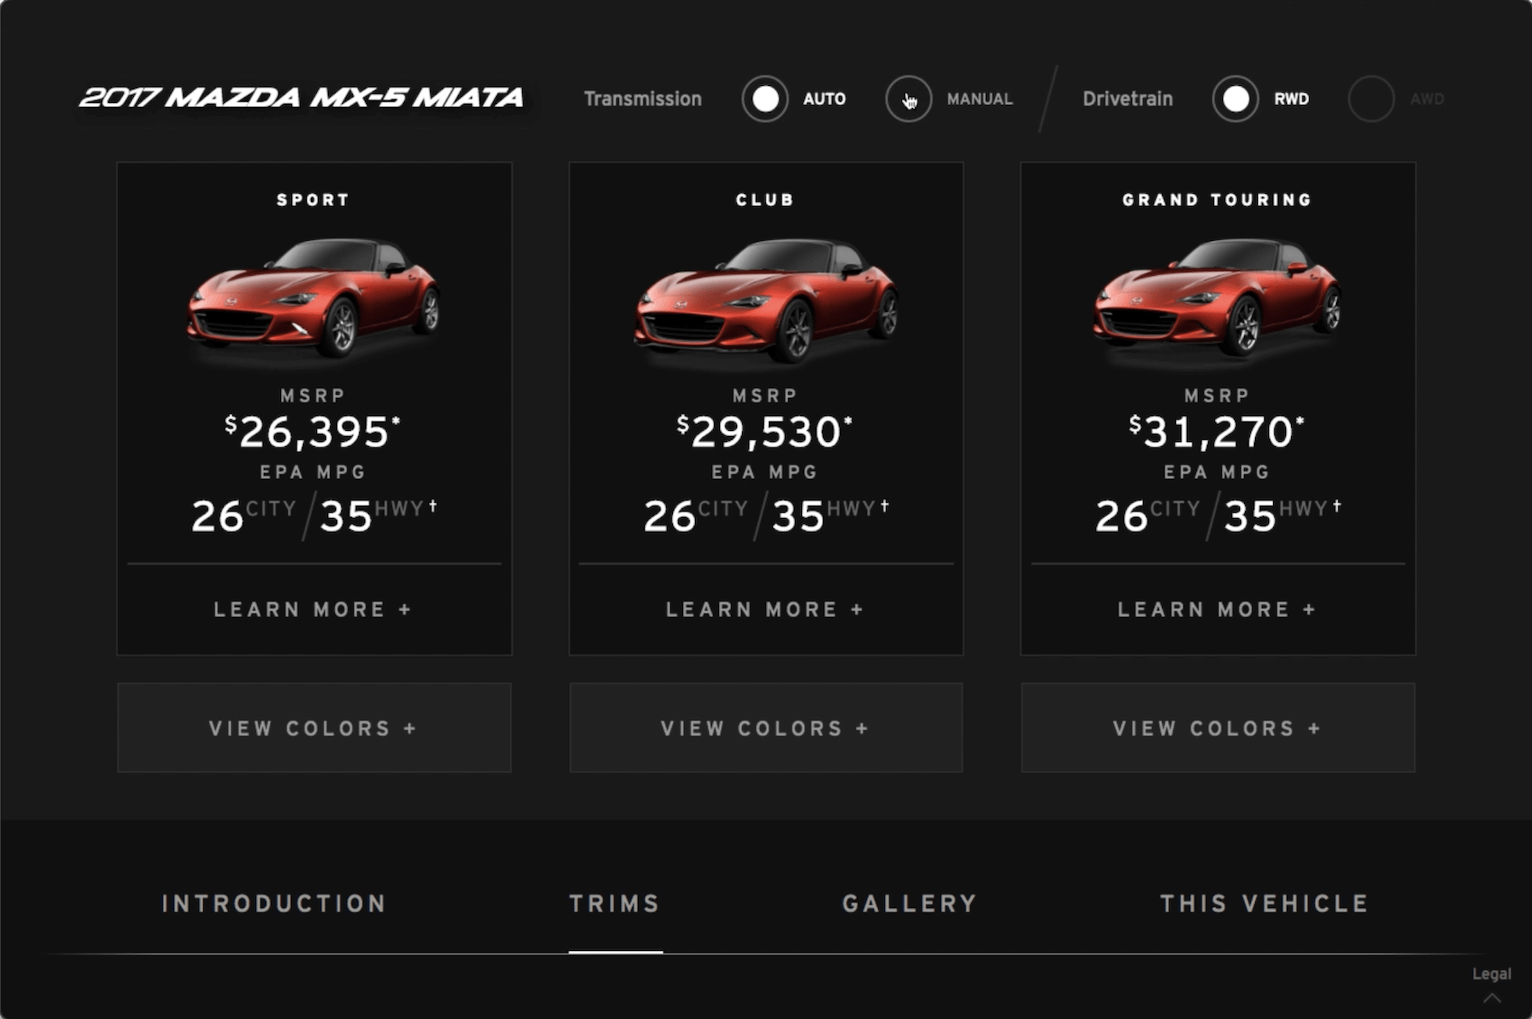 2017 MAZDA MX-5 MIATA
Transmission AUTO MANUAL Drivetrain RWD AWD
SPORT
MSRP
$26,395*
EPA MPG
26 CITY / 35 HWY†
LEARN MORE +
VIEW COLORS +
CLUB
MSRP
$29,530*
EPA MPG
26 CITY / 35 HWY†
LEARN MORE +
VIEW COLORS +
GRAND TOURING
MSRP
$31,270*
EPA MPG
26 CITY / 35 HWY†
LEARN MORE +
VIEW COLORS +
INTRODUCTION TRIMS GALLERY THIS VEHICLE
Legal